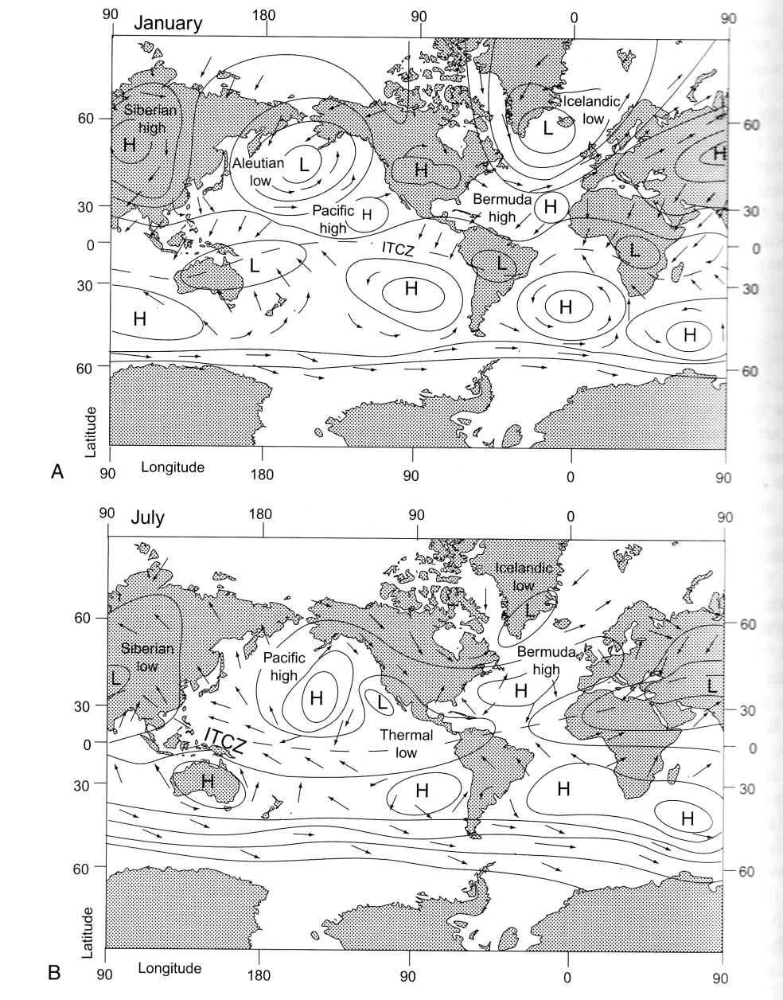 90 180 90 0 90
January
Siberian
high
Icelandic
low
60
60
H
L
H
Aleutian
low
L
H
Bermuda
high
H
30
30
Pacific
high
H
0
0
ITCZ
L
L
L
30
30
H
H
H
H
60
60
Latitude
A
Longitude
90 180 90 0 90
90 180 90 0 90
July
Icelandic
low
L
60
60
Siberian
low
Pacific
high
Bermuda
high
L
H
L
H
L
30
30
ITCZ
Thermal
low
0
0
H
H
H
H
30
30
60
60
Latitude
B
Longitude
90 180 90 0 90